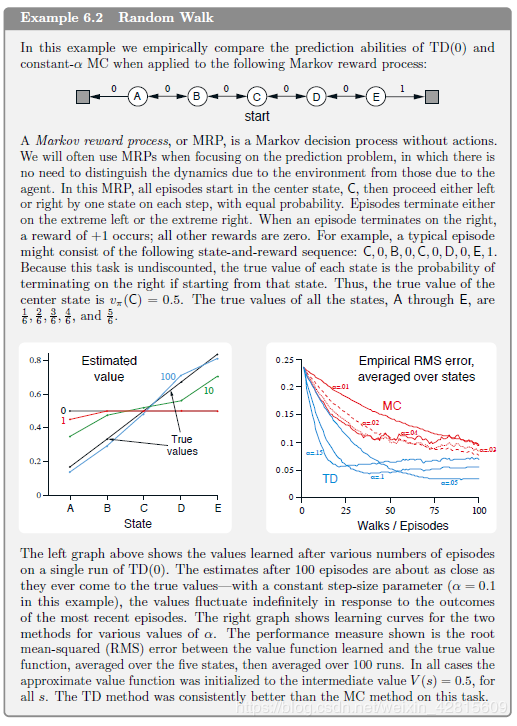 Example 6.2 Random Walk
In this example we empirically compare the prediction abilities of TD(0) and
constant-α MC when applied to the following Markov reward process:
0 0 0 0 0 1
A B C D E
start
A Markov reward process, or MRP, is a Markov decision process without actions.
We will often use MRPs when focusing on the prediction problem, in which there is
no need to distinguish the dynamics due to the environment from those due to the
agent. In this MRP, all episodes start in the center state, C, then proceed either left
or right by one state on each step, with equal probability. Episodes terminate either
on the extreme left or the extreme right. When an episode terminates on the right,
a reward of +1 occurs; all other rewards are zero. For example, a typical episode
might consist of the following state-and-reward sequence: C, 0, B, 0, C, 0, D, 0, E, 1.
Because this task is undiscounted, the true value of each state is the probability of
terminating on the right if starting from that state. Thus, the true value of the
center state is vπ(C) = 0.5. The true values of all the states, A through E, are
1/6, 2/6, 3/6, 4/6, and 5/6.
Estimated
value
0.8
0.6
0.4
0.2
0
0
1
10
100
True
values
A B C D E
State
Empirical RMS error,
averaged over states
0.25
0.2
0.15
0.1
0.05
0
α=.01
MC
α=.02
α=.04
α=.03
α=.15
TD
α=.1
α=.05
0 25 50 75 100
Walks / Episodes
The left graph above shows the values learned after various numbers of episodes
on a single run of TD(0). The estimates after 100 episodes are about as close as
they ever come to the true values—with a constant step-size parameter (α = 0.1
in this example), the values fluctuate indefinitely in response to the outcomes
of the most recent episodes. The right graph shows learning curves for the two
methods for various values of α. The performance measure shown is the root
mean-squared (RMS) error between the value function learned and the true value
function, averaged over the five states, then averaged over 100 runs. In all cases the
approximate value function was initialized to the intermediate value V(s) = 0.5, for
all s. The TD method was consistently better than the MC method on this task.
https://blog.csdn.net/weixin_42815609